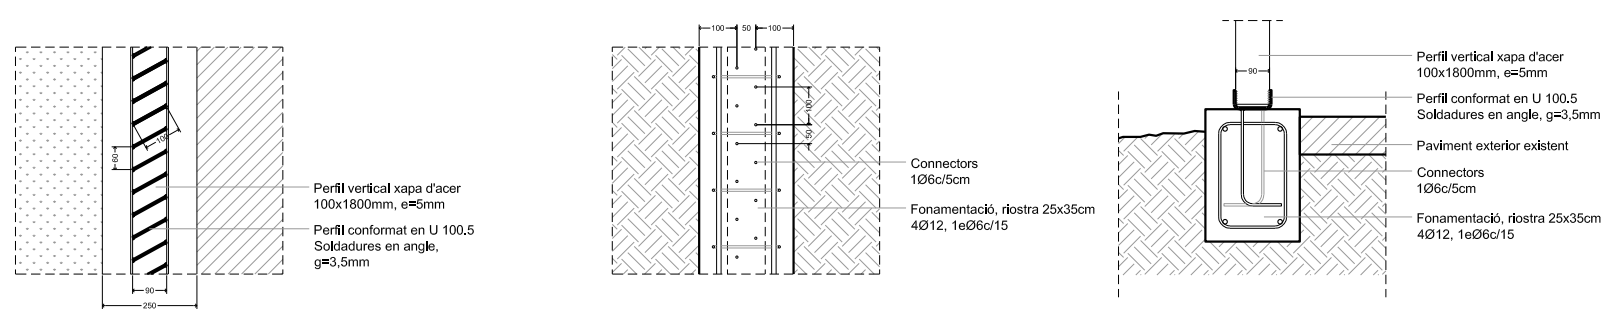 100
60
90
250
Perfil vertical xapa d'acer
100x1800mm, e=5mm
Perfil conformat en U 100.5
Soldadures en angle,
g=3,5mm
100
50
100
100
50
Connectors
1Ø6c/5cm
Fonamentació, riostra 25x35cm
4Ø12, 1eØ6c/15
90
Perfil vertical xapa d'acer
100x1800mm, e=5mm
Perfil conformat en U 100.5
Soldadures en angle, g=3,5mm
Paviment exterior existent
Connectors
1Ø6c/5cm
Fonamentació, riostra 25x35cm
4Ø12, 1eØ6c/15